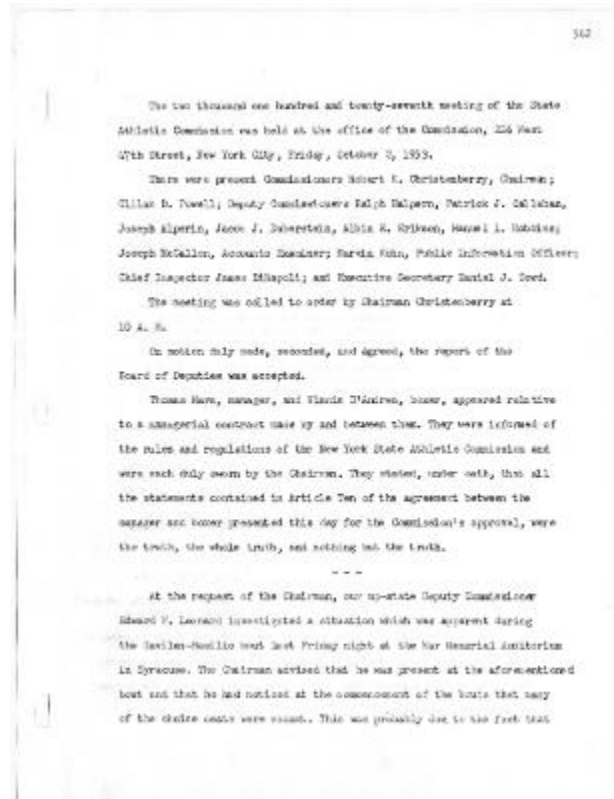 562
The two thousand one hundred and twenty-seventh meeting of the State
Athletic Commission was held at the office of the Commission, 226 West
47th Street, New York City, Friday, October 2, 1953.
There were present Commissioners Robert K. Christenberry, Chairman;
Clilan B. Powell; Deputy Commissioners Ralph Halpern, Patrick J. Callahan,
Joseph Alperin, Jacob J. Duberstein, Albin K. Erikson, Manuel L. Robbins;
Joseph McCallon, Accounts Examiner; Marvin Kohn, Public Information Officer;
Chief Inspector James DiNapoli; and Executive Secretary Daniel J. Dowd.
The meeting was called to order by Chairman Christenberry at
10 A. M.
On motion duly made, seconded, and agreed, the report of the
Board of Deputies was accepted.
Thomas manager, and D'Andrea, boxer, appeared relative
to a managerial contract made by and between them. They were informed of
the rules and regulations of the New York State Athletic Commission and
were each duly sworn by the Chairman. They stated, under oath, that all
the statements contained in Article Ten of the agreement between the
manager and boxer presented this day for the Commission's approval, were
the truth, the whole truth, and nothing but the truth.
- - -
At the request of the Chairman, our up-state Deputy Commissioner
Edward F. Leonard investigated a situation which was apparent during
the Gavilan-Basilio bout last Friday night at the War Memorial Auditorium
in Syracuse. The Chairman advised that he was present at the aforementioned
bout and that he had noticed at the commencement of the bouts that many
of the choice seats were vacant. This was probably due to the fact that